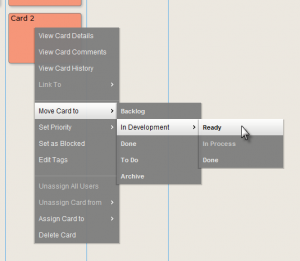 Card 2
View Card Details
View Card Comments
View Card History
Link To
Move Card to
Set Priority
Set as Blocked
Edit Tags
Unassign All Users
Unassign Card from
Assign Card to
Delete Card
Backlog
In Development
Done
To Do
Archive
Ready
In Process
Done